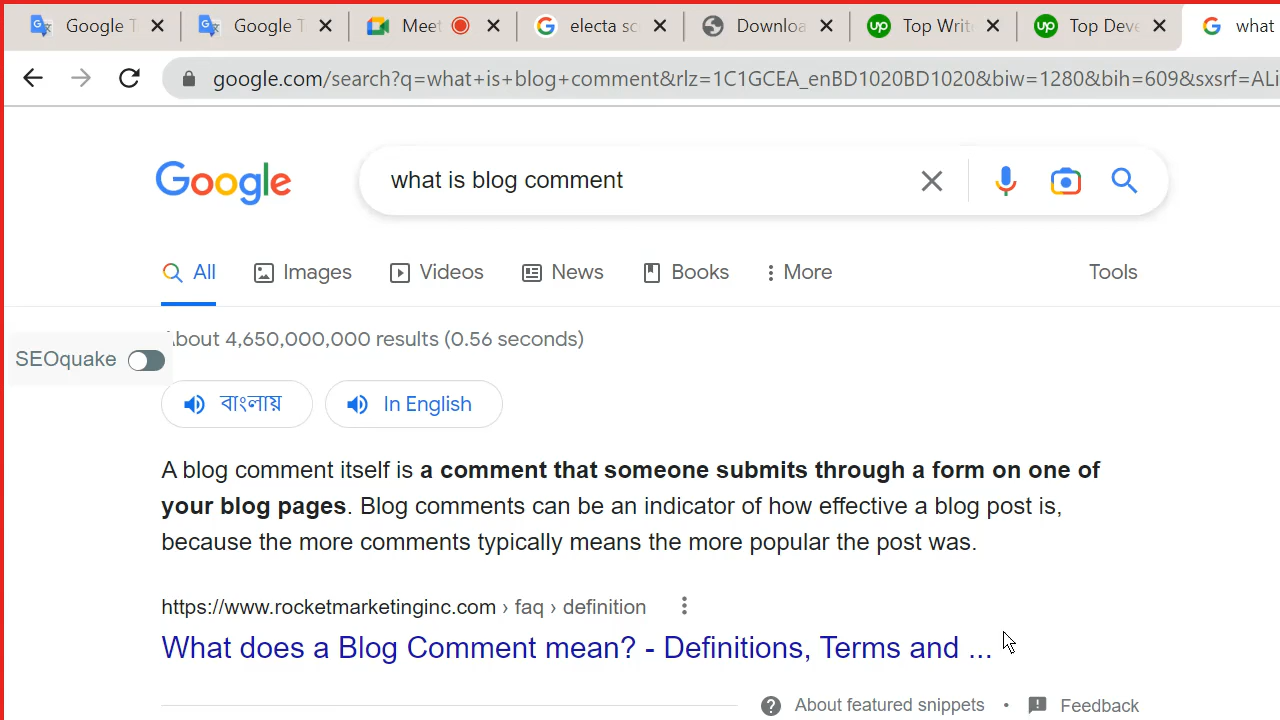 Google T
Google T
Meet
electa sc
Downloa
Top Write
Top Deve
what
google.com/search?q=what+is+blog+comment&rlz=1C1GCEA_enBD1020BD1020&biw=1280&bih=609&sxsrf=ALi
Google
what is blog comment
All Images Videos News Books More Tools
About 4,650,000,000 results (0.56 seconds)
SEOquake
বাংলায় In English
A blog comment itself is a comment that someone submits through a form on one of
your blog pages. Blog comments can be an indicator of how effective a blog post is,
because the more comments typically means the more popular the post was.
https://www.rocketmarketinginc.com › faq › definition
What does a Blog Comment mean? - Definitions, Terms and ...
About featured snippets • Feedback